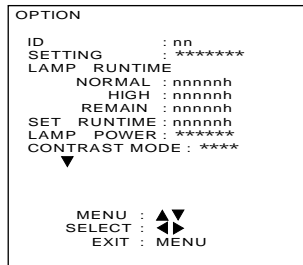 OPTION
ID : nn
SETTING : *******
LAMP RUNTIME
NORMAL : nnnnnh
HIGH : nnnnnh
REMAIN : nnnnnh
SET RUNTIME : nnnnnh
LAMP POWER : ******
CONTRAST MODE : ****
▼
MENU : ▲▼
SELECT : ◀▶
EXIT : MENU